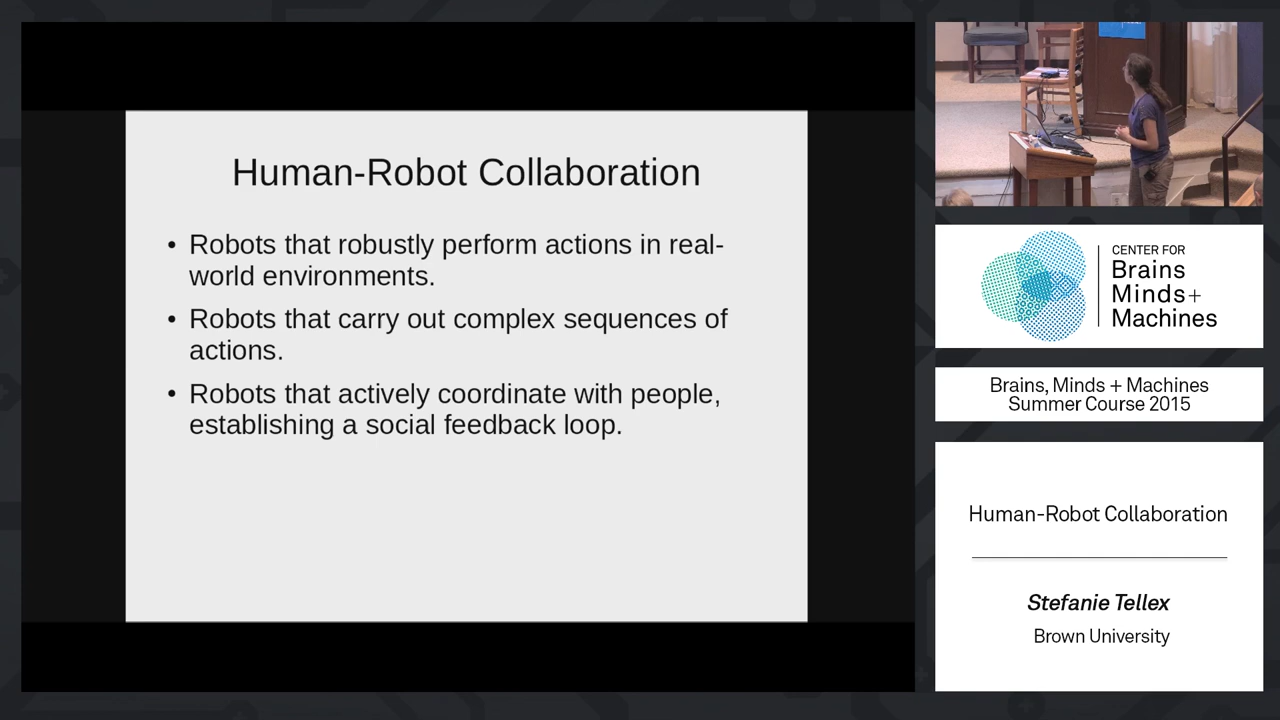 Human-Robot Collaboration
• Robots that robustly perform actions in real-
world environments.
• Robots that carry out complex sequences of
actions.
• Robots that actively coordinate with people,
establishing a social feedback loop.
CENTER FOR
Brains
Minds+
Machines
Brains, Minds + Machines
Summer Course 2015
Human-Robot Collaboration
Stefanie Tellex
Brown University